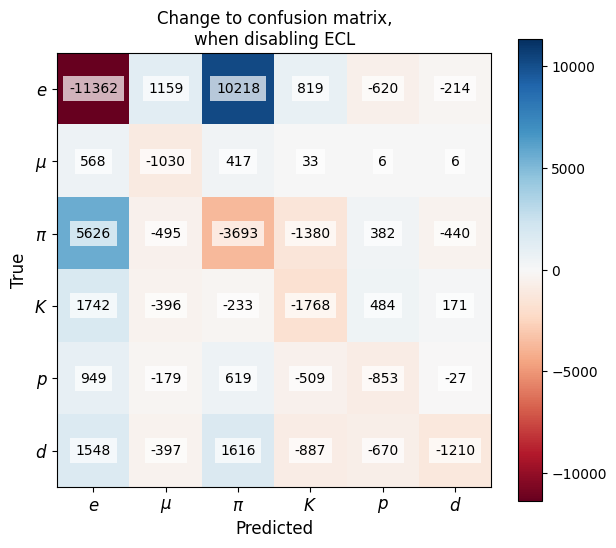 Change to confusion matrix,
when disabling ECL
e -11362 1159 10218 819 -620 -214
μ 568 -1030 417 33 6 6
π 5626 -495 -3693 -1380 382 -440
K 1742 -396 -233 -1768 484 171
p 949 -179 619 -509 -853 -27
d 1548 -397 1616 -887 -670 -1210
e μ π K p d
Predicted
True
10000
5000
0
−5000
−10000